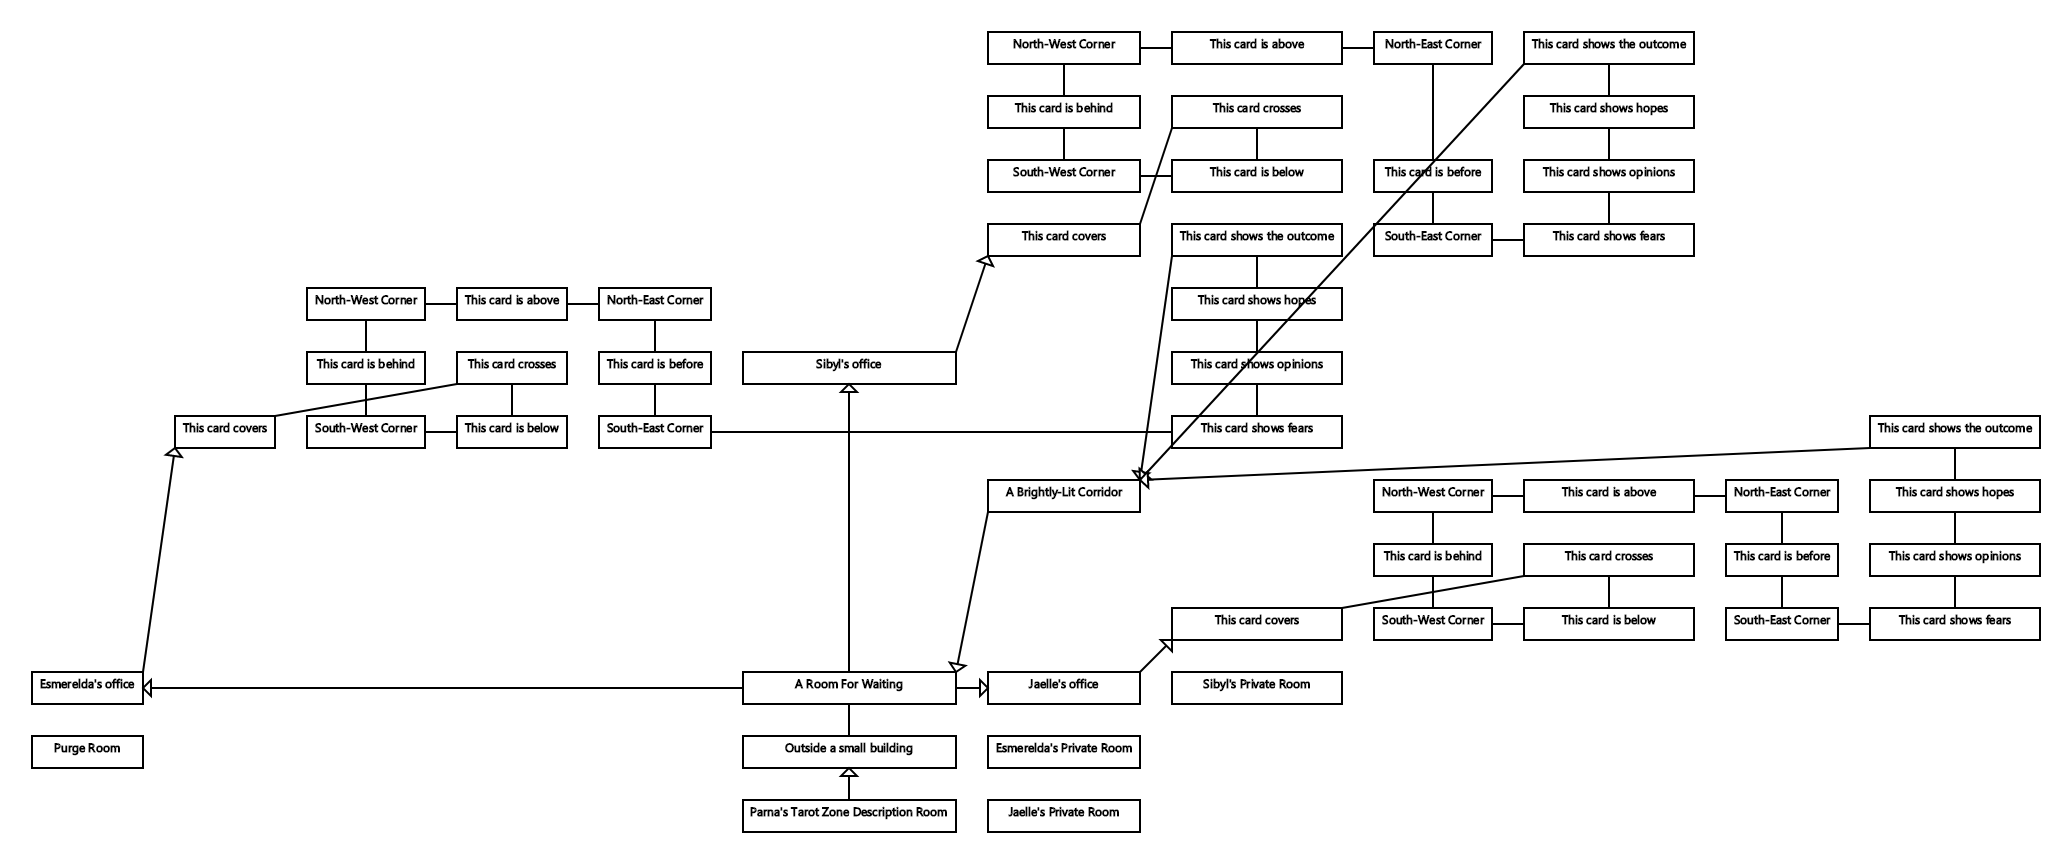 North-West Corner
This card is above
North-East Corner
This card shows the outcome
This card is behind
This card crosses
This card shows hopes
South-West Corner
This card is below
This card is before
This card shows opinions
This card covers
This card shows the outcome
South-East Corner
This card shows fears
North-West Corner
This card is above
North-East Corner
This card shows hopes
This card is behind
This card crosses
This card is before
Sibyl's office
This card shows opinions
This card covers
South-West Corner
This card is below
South-East Corner
This card shows fears
This card shows the outcome
A Brightly-Lit Corridor
North-West Corner
This card is above
North-East Corner
This card shows hopes
This card is behind
This card crosses
This card is before
This card shows opinions
This card covers
South-West Corner
This card is below
South-East Corner
This card shows fears
Esmerelda's office
A Room For Waiting
Jaelle's office
Sibyl's Private Room
Purge Room
Outside a small building
Esmerelda's Private Room
Parna's Tarot Zone Description Room
Jaelle's Private Room